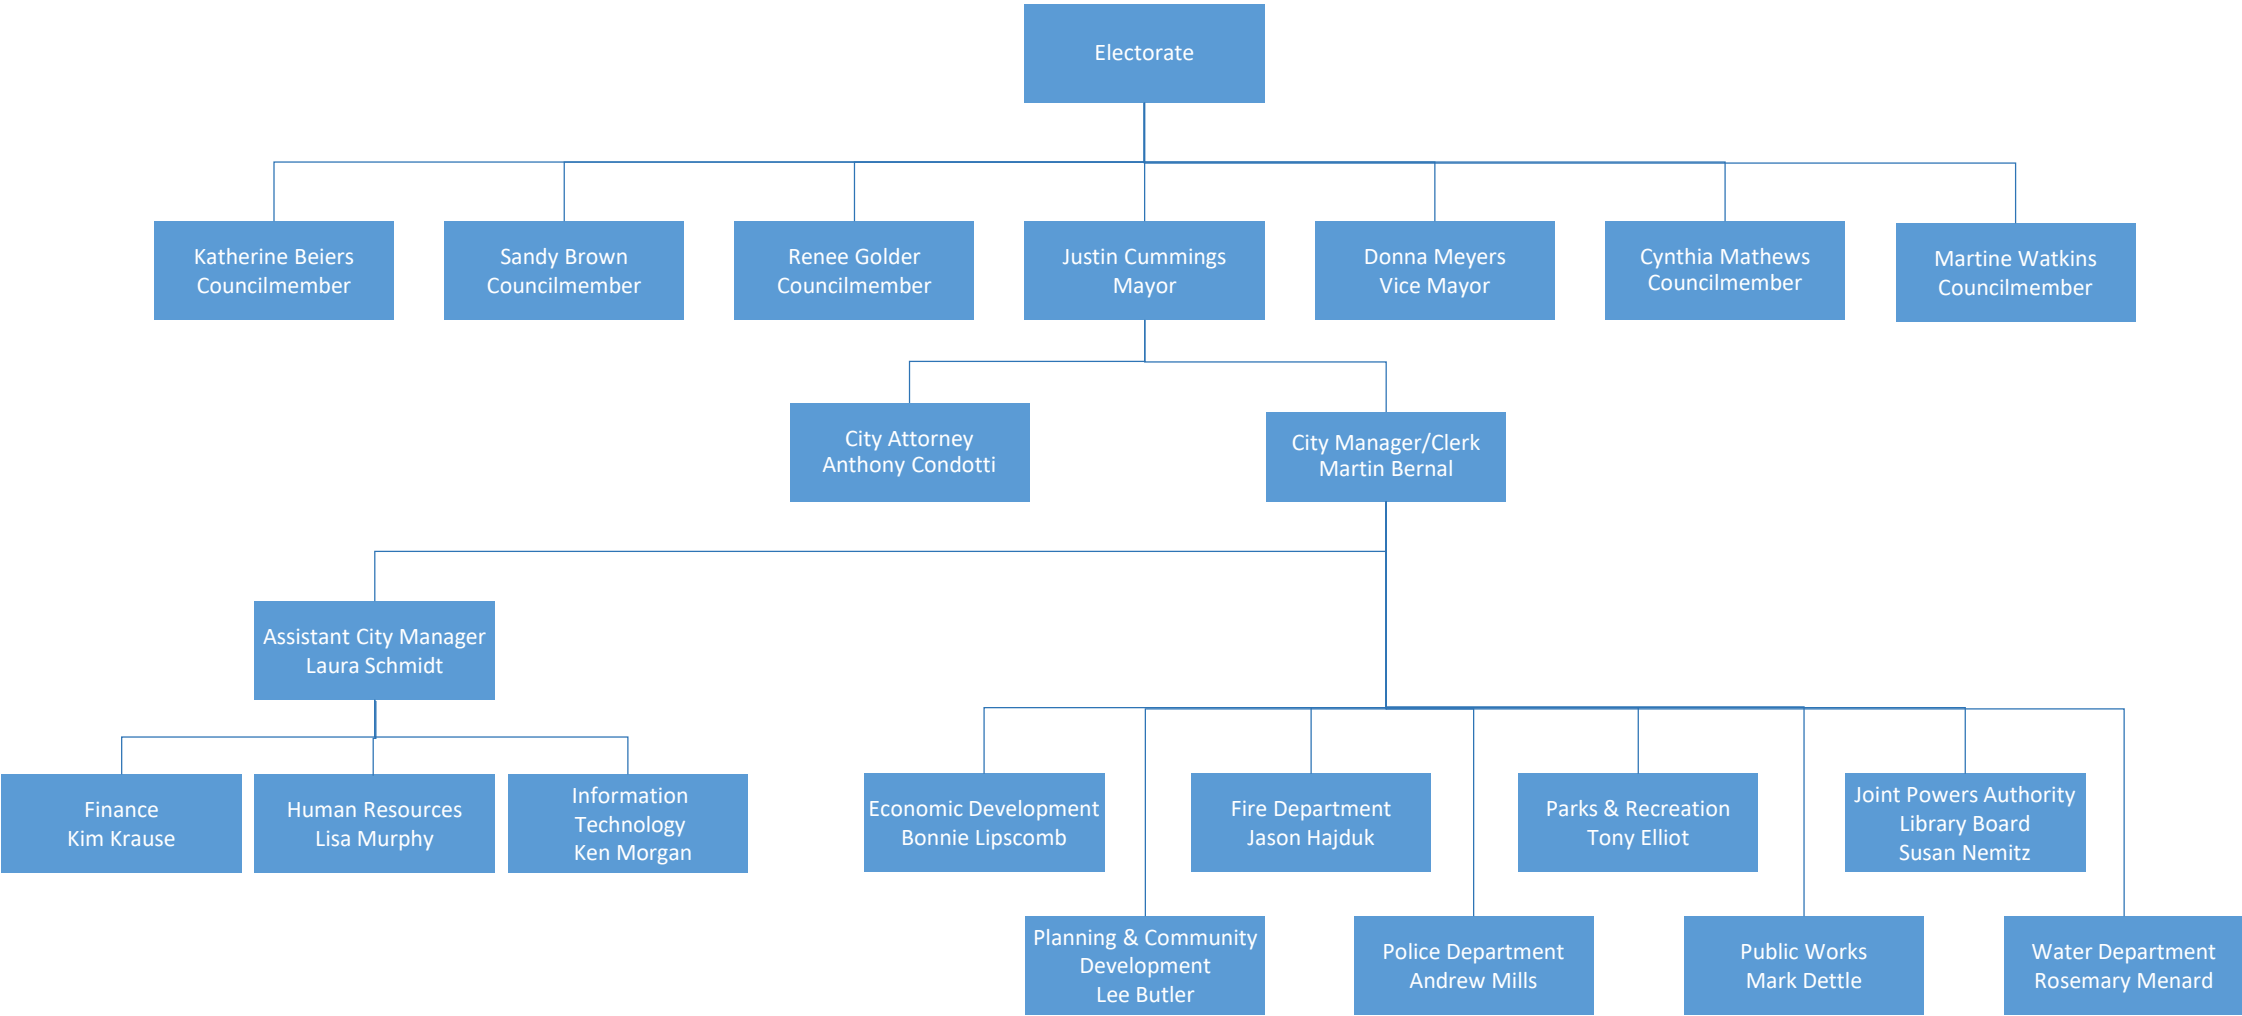 Electorate
Katherine Beiers
Councilmember
Sandy Brown
Councilmember
Renee Golder
Councilmember
Justin Cummings
Mayor
Donna Meyers
Vice Mayor
Cynthia Mathews
Councilmember
Martine Watkins
Councilmember
City Attorney
Anthony Condotti
City Manager/Clerk
Martin Bernal
Assistant City Manager
Laura Schmidt
Finance
Kim Krause
Human Resources
Lisa Murphy
Information
Technology
Ken Morgan
Economic Development
Bonnie Lipscomb
Fire Department
Jason Hajduk
Parks & Recreation
Tony Elliot
Joint Powers Authority
Library Board
Susan Nemitz
Planning & Community
Development
Lee Butler
Police Department
Andrew Mills
Public Works
Mark Dettle
Water Department
Rosemary Menard